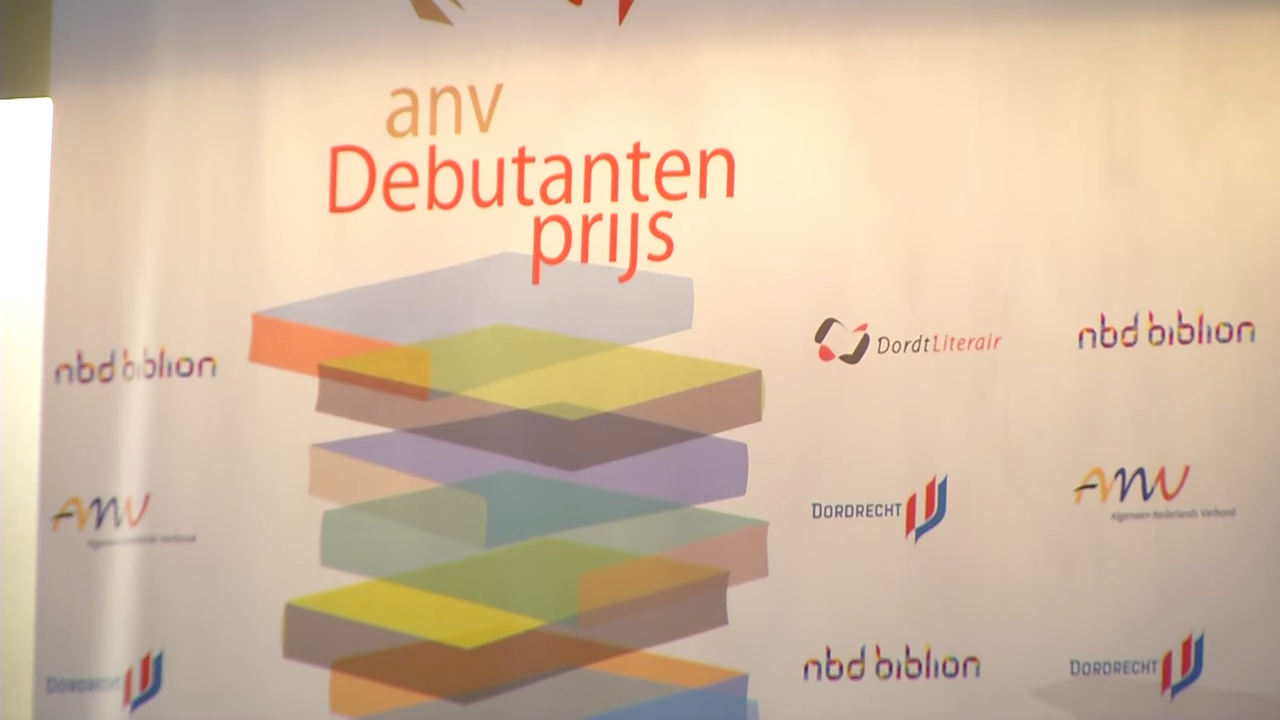 anv
Debutanten
prijs
nbd biblion
DordtLiterair
nbd biblion
ANV
DORDRECHT
ANV
Algemeen-Nederlands Verbond
DORDRECHT
nbd biblion
DORDRECHT